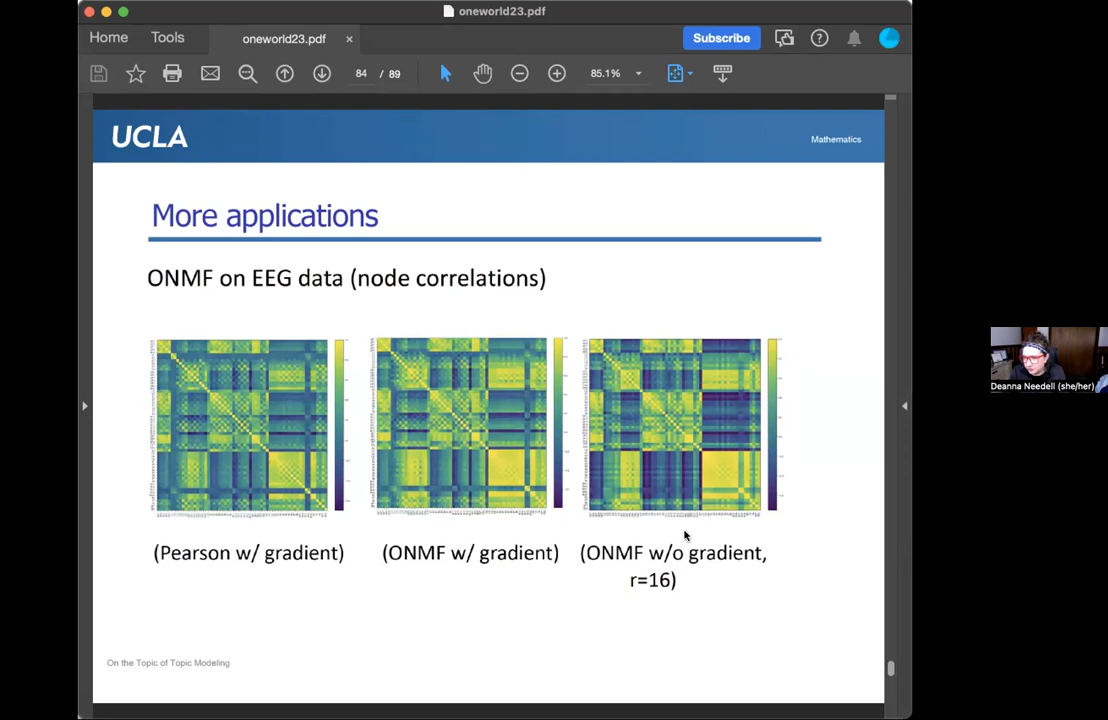 oneworld23.pdf
Home
Tools
oneworld23.pdf
×
Subscribe
84 / 89
85.1%
UCLA
Mathematics
More applications
ONMF on EEG data (node correlations)
(Pearson w/ gradient)
(ONMF w/ gradient)
(ONMF w/o gradient,
r=16)
On the Topic of Topic Modeling
Deanna Needell (she/her)